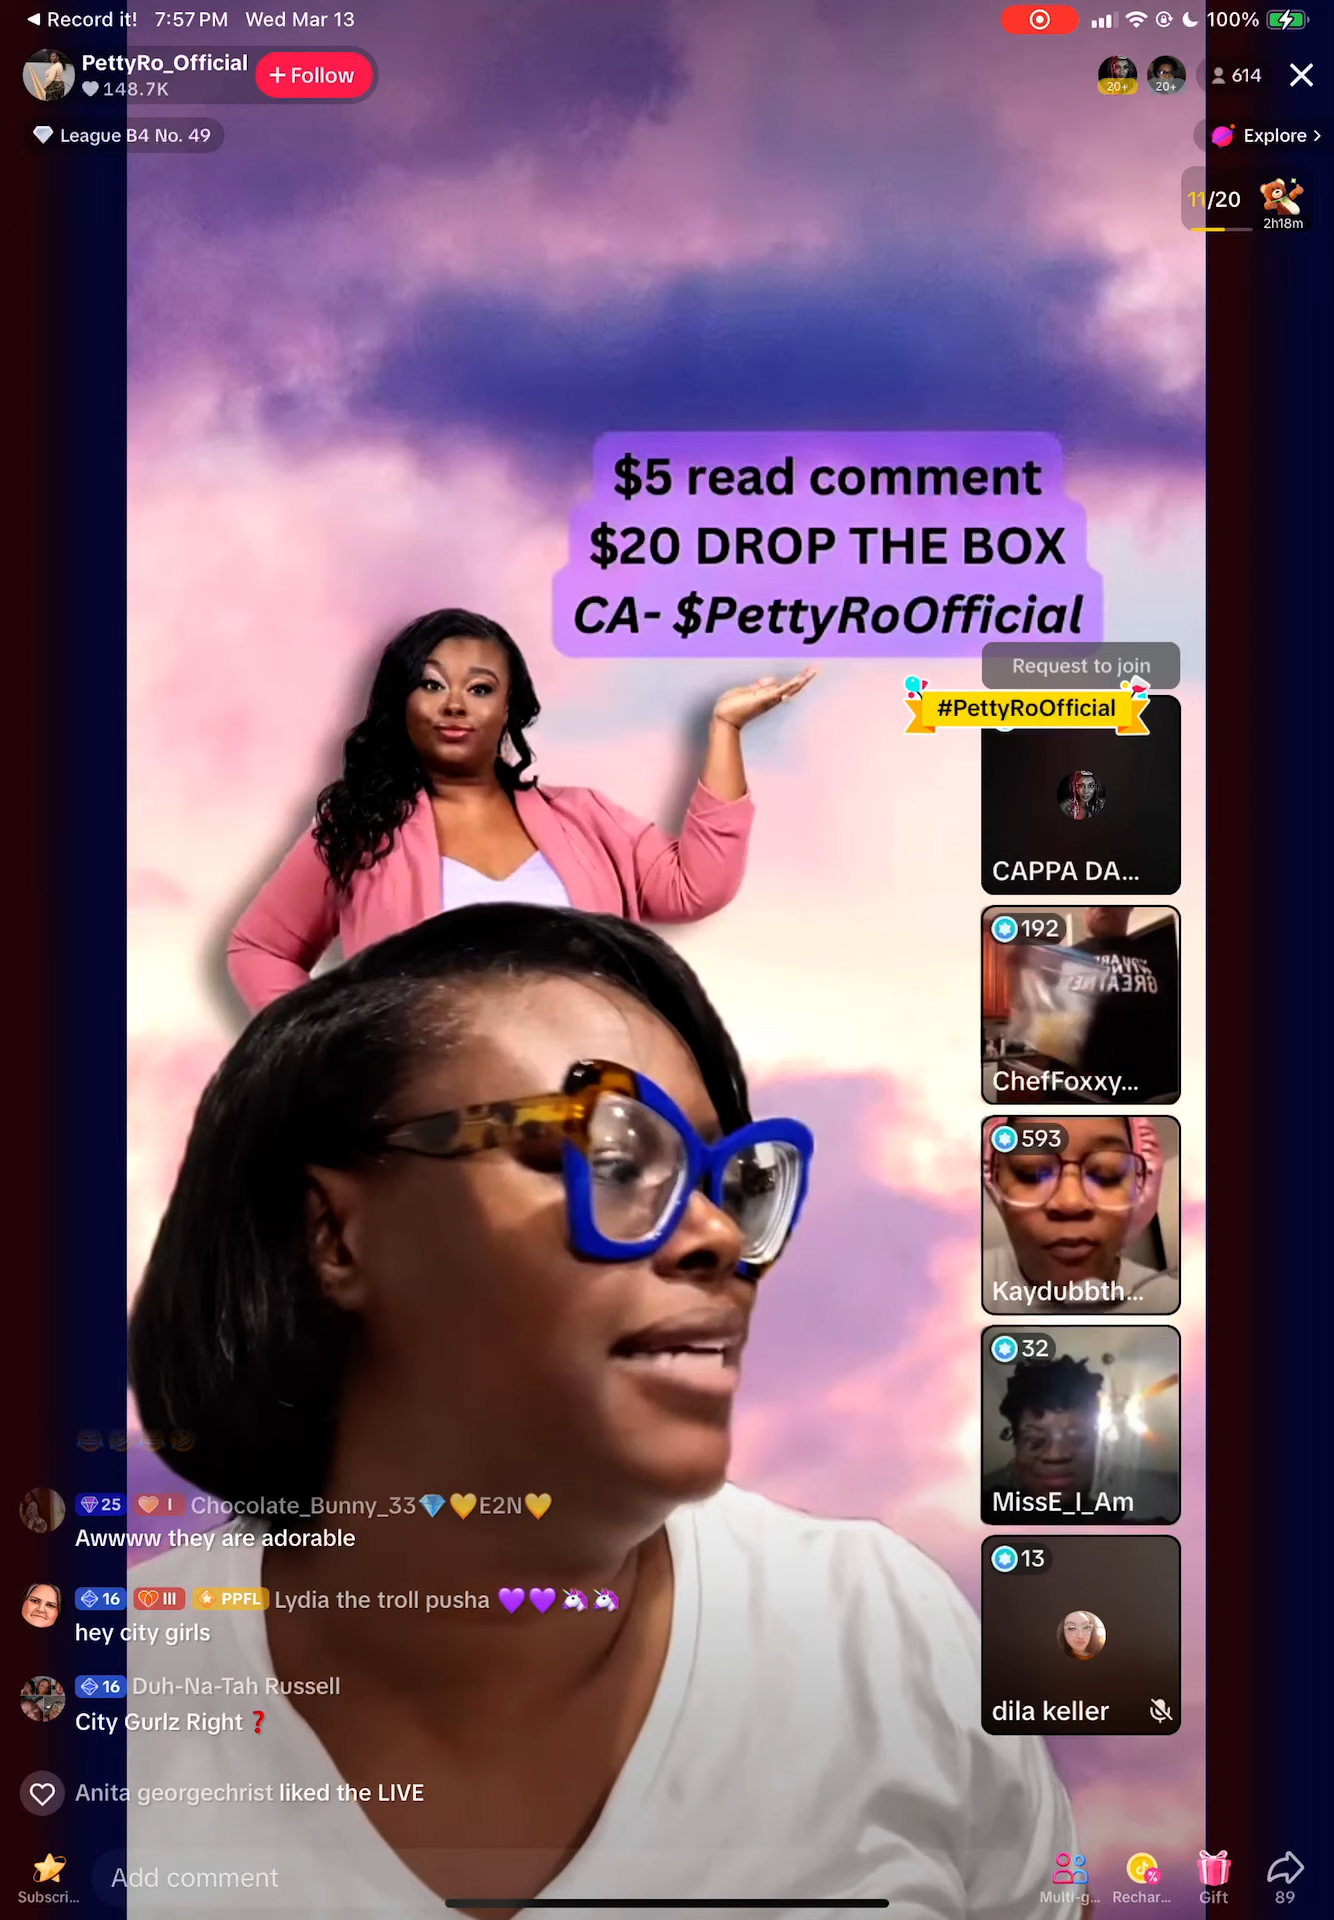 ◀ Record it! 7:57 PM Wed Mar 13
100%
PettyRo_Official
148.7K
+ Follow
20+
20+
614
League B4 No. 49
Explore >
11/20
2h18m
$5 read comment
$20 DROP THE BOX
CA- $PettyRoOfficial
Request to join
#PettyRoOfficial
CAPPA DA...
192
ChefFoxxy...
593
Kaydubbth...
32
MissE_I_Am
13
dila keller
😂🤣😂🤣
25 I Chocolate_Bunny_33💎💛E2N💛
Awwww they are adorable
16 III PPFL Lydia the troll pusha 💜💜🦄🦄
hey city girls
16 Duh-Na-Tah Russell
City Gurlz Right❓
Anita georgechrist liked the LIVE
Subscri...
Add comment
Multi-g...
Rechar...
Gift
89